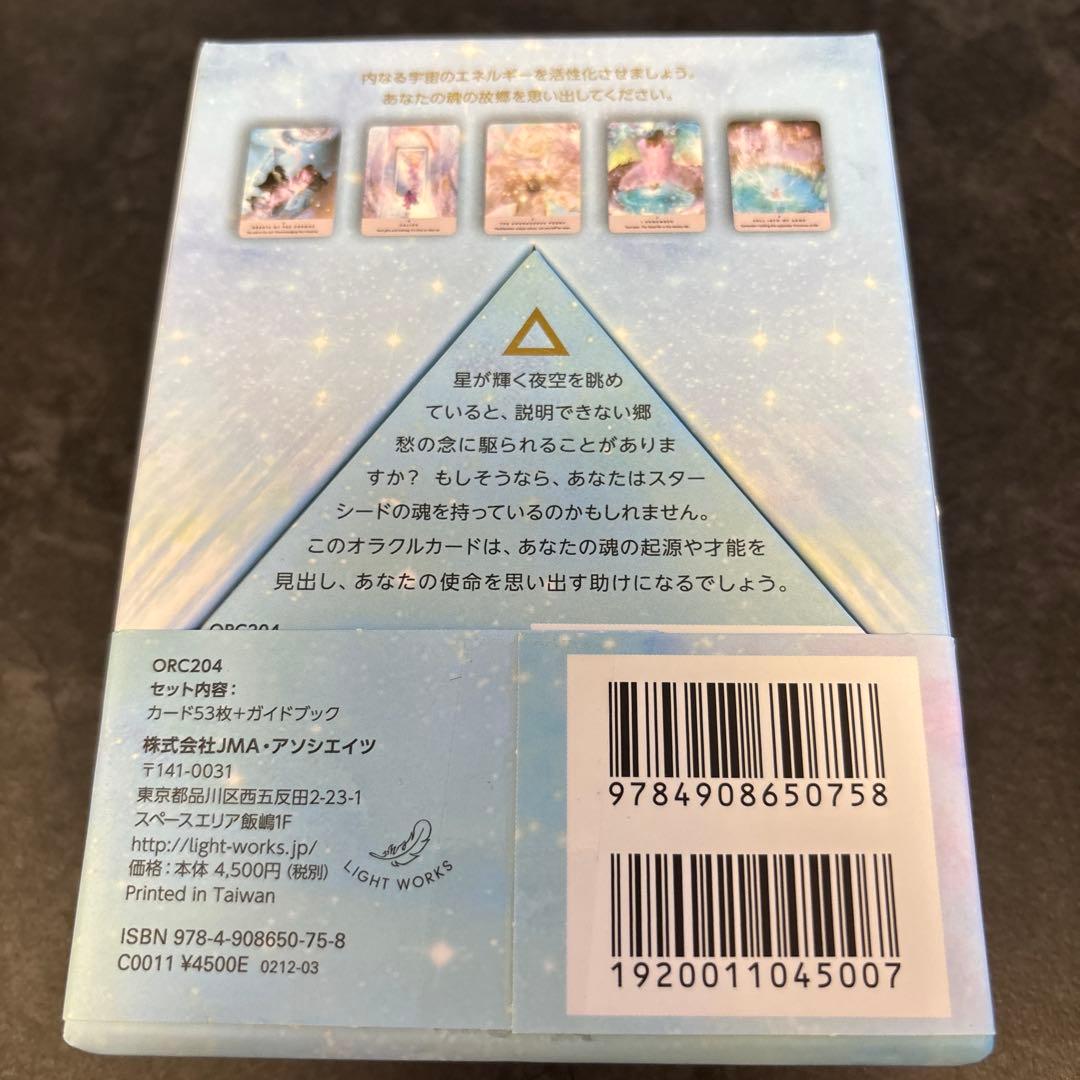 内なる宇宙のエネルギーを活性化させましょう。
あなたの魂の故郷を思い出してください。
星が輝く夜空を眺め
ていると、説明できない郷
愁の念に駆られることがありま
すか？ もしそうなら、あなたはスター
シードの魂を持っているのかもしれません。
このオラクルカードは、あなたの魂の起源や才能を
見出し、あなたの使命を思い出す助けになるでしょう。
ORC204
ORC204
セット内容：
カード53枚+ガイドブック
株式会社JMA・アソシエイツ
〒141-0031
東京都品川区西五反田2-23-1
スペースエリア飯嶋1F
http://light-works.jp/
価格：本体 4,500円 (税別)
Printed in Taiwan
LIGHT WORKS
ISBN 978-4-908650-75-8
C0011 ¥4500E 0212-03
9784908650758
1920011045007